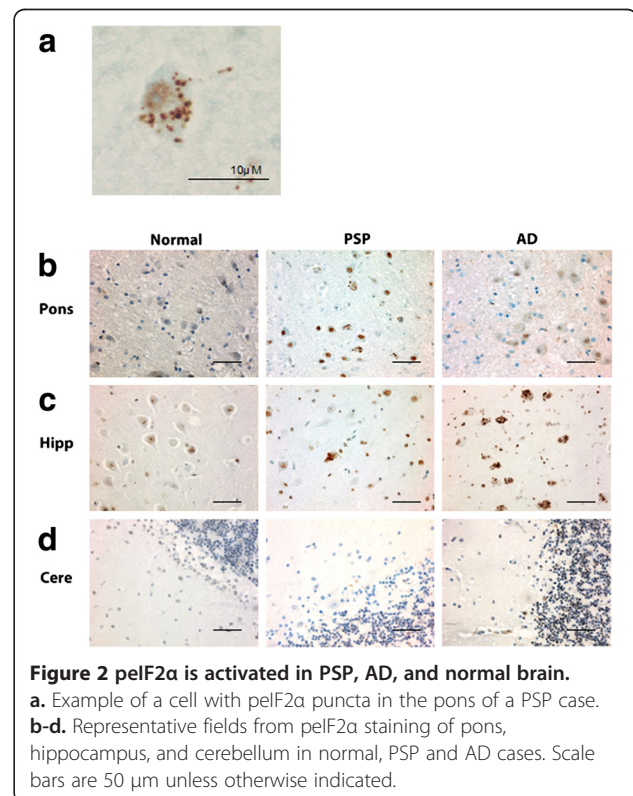 a
10µM
Normal PSP AD
b
Pons
c
Hipp
d
Cere
Figure 2 peIF2α is activated in PSP, AD, and normal brain.
a. Example of a cell with peIF2α puncta in the pons of a PSP case.
b-d. Representative fields from peIF2α staining of pons,
hippocampus, and cerebellum in normal, PSP and AD cases. Scale
bars are 50 µm unless otherwise indicated.